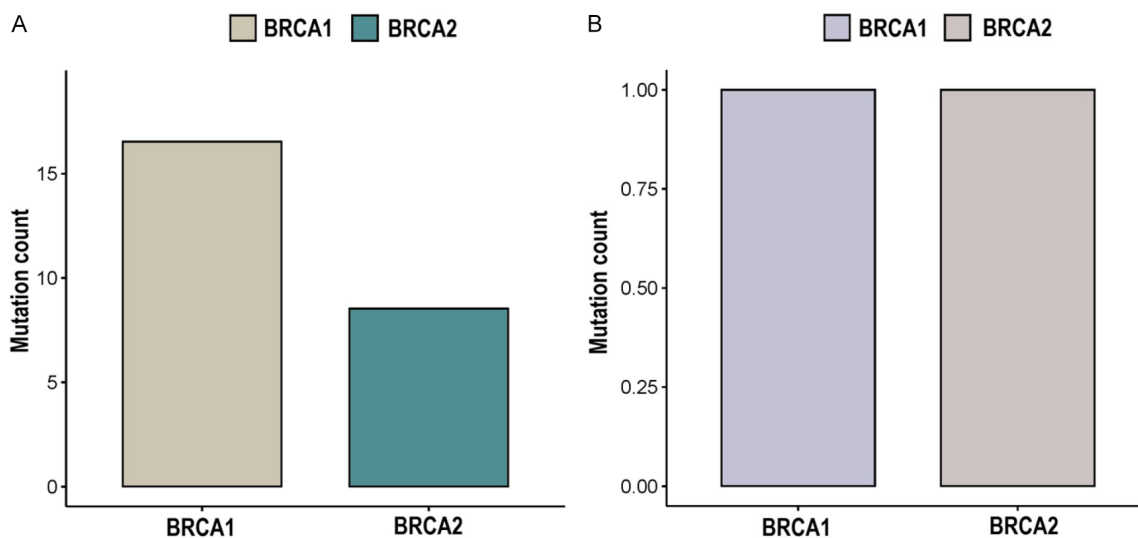 A
BRCA1 BRCA2
Mutation count
15
10
5
0
BRCA1 BRCA2
B
BRCA1 BRCA2
Mutation count
1.00
0.75
0.50
0.25
0.00
BRCA1 BRCA2